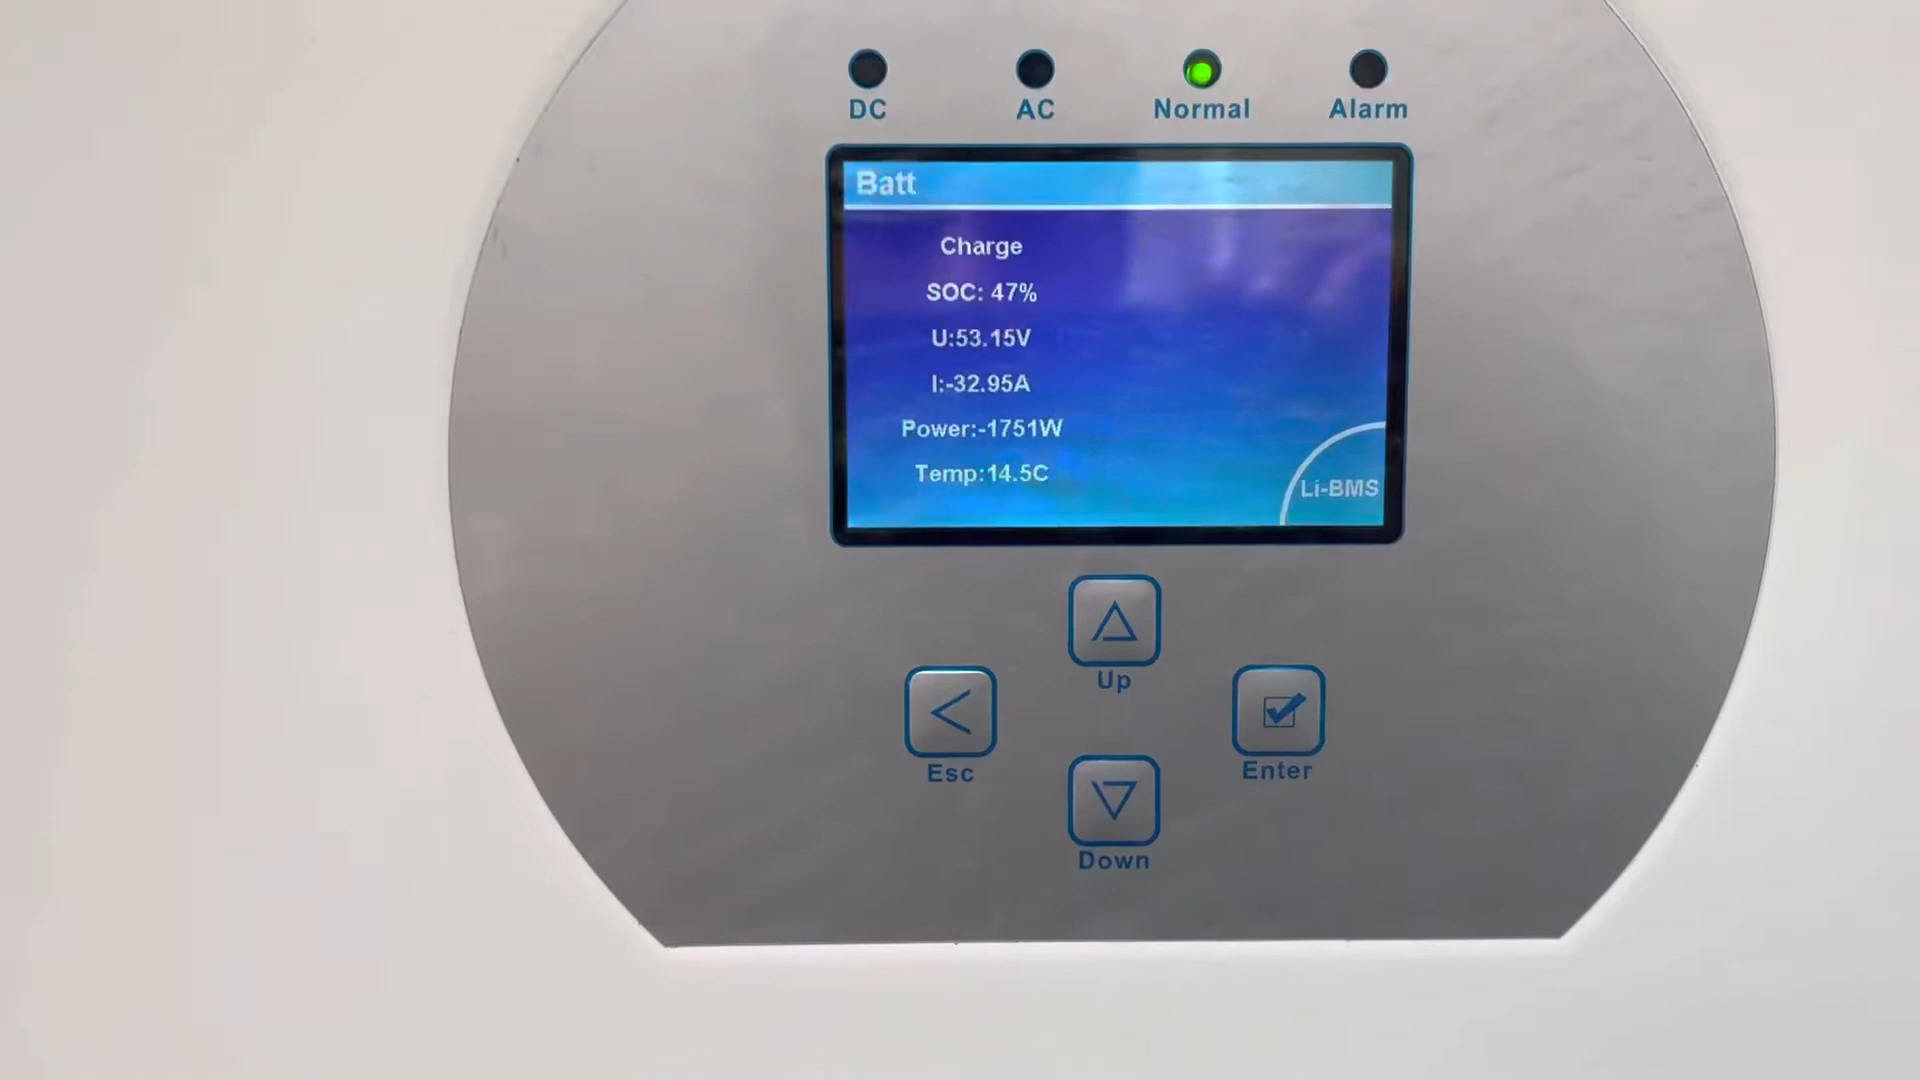 DC AC Normal Alarm
Batt
Charge
SOC: 47%
U:53.15V
I:-32.95A
Power:-1751W
Temp:14.5C
Li-BMS
Up
Esc
Enter
Down